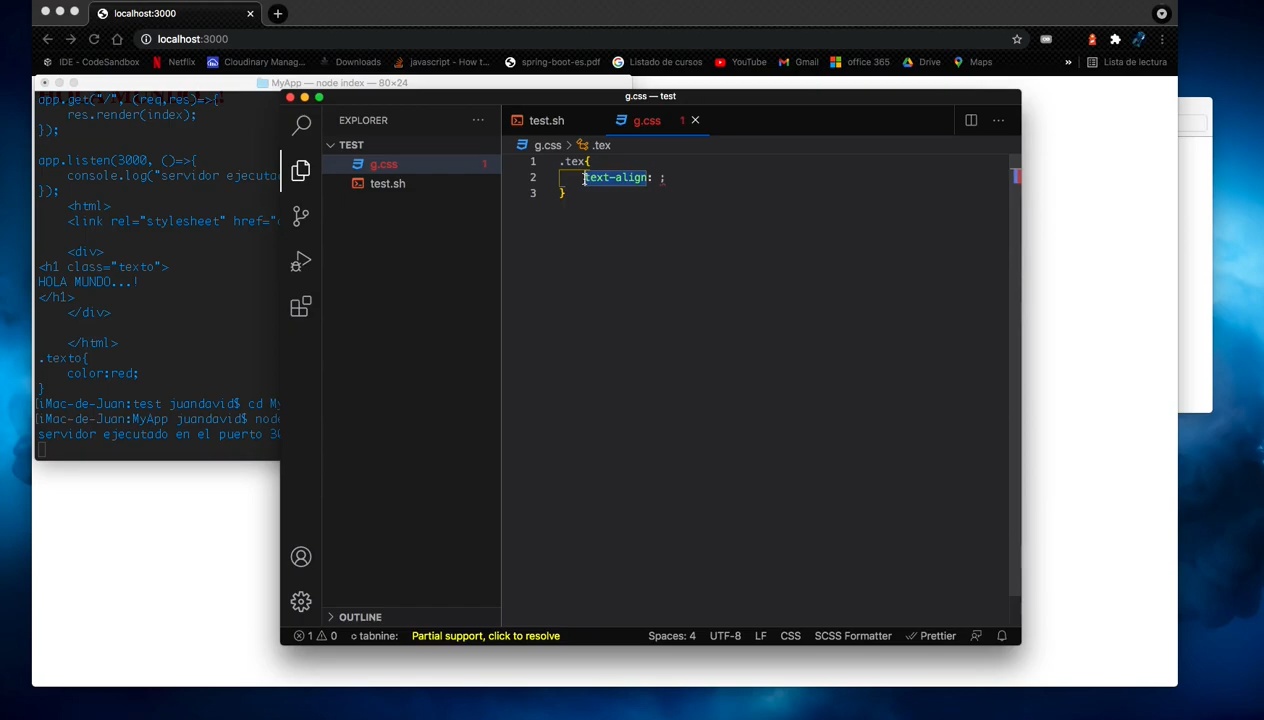 localhost:3000
localhost:3000
IDE - CodeSandbox Netflix Cloudinary Manag... Downloads javascript - How t... spring-boot-es.pdf Listado de cursos YouTube Gmail office 365 Drive Maps » Lista de lectura
MyApp — node index — 80×24
app.get("/", (req,res)=>{
res.render(index);
});
app.listen(3000, ()=>{
console.log("servidor ejecuta
});
<html>
<link rel="stylesheet" href="
<div>
<h1 class="texto">
HOLA MUNDO...!
</h1>
</div>
</html>
.texto{
color:red;
}
[iMac-de-Juan:test juandavid$ cd My
[iMac-de-Juan:MyApp juandavid$ node
servidor ejecutado en el puerto 30
g.css — test
EXPLORER
TEST
g.css 1
test.sh
OUTLINE
test.sh g.css 1
g.css > .tex
1 .tex{
2 text-align: ;
3 }
1 0 tabnine: Partial support, click to resolve Spaces: 4 UTF-8 LF CSS SCSS Formatter Prettier